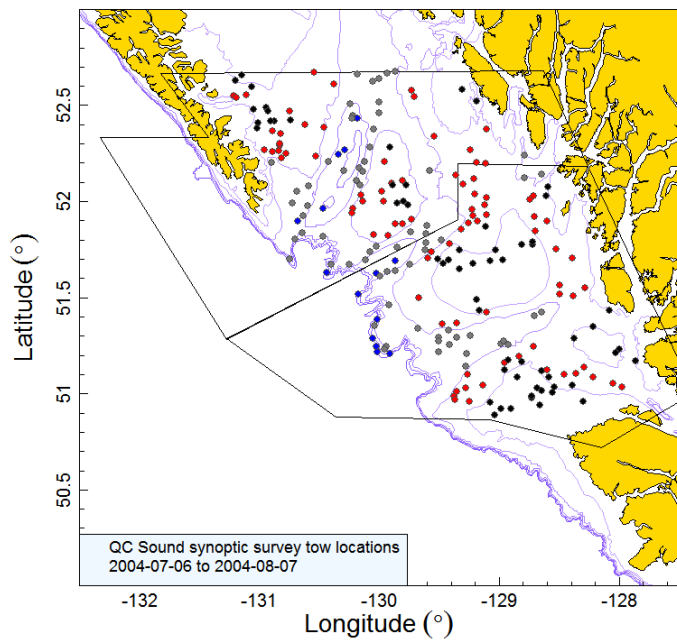 52.5
52
51.5
51
50.5
Latitude (°)
QC Sound synoptic survey tow locations
2004-07-06 to 2004-08-07
-132
-131
-130
-129
-128
Longitude (°)